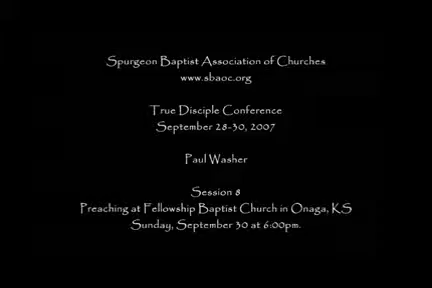 Spurgeon Baptist Association of Churches
www.sbaoc.org
True Disciple Conference
September 28-30, 2007
Paul Washer
Session 8
Preaching at Fellowship Baptist Church in Onaga, KS
Sunday, September 30 at 6:00pm.